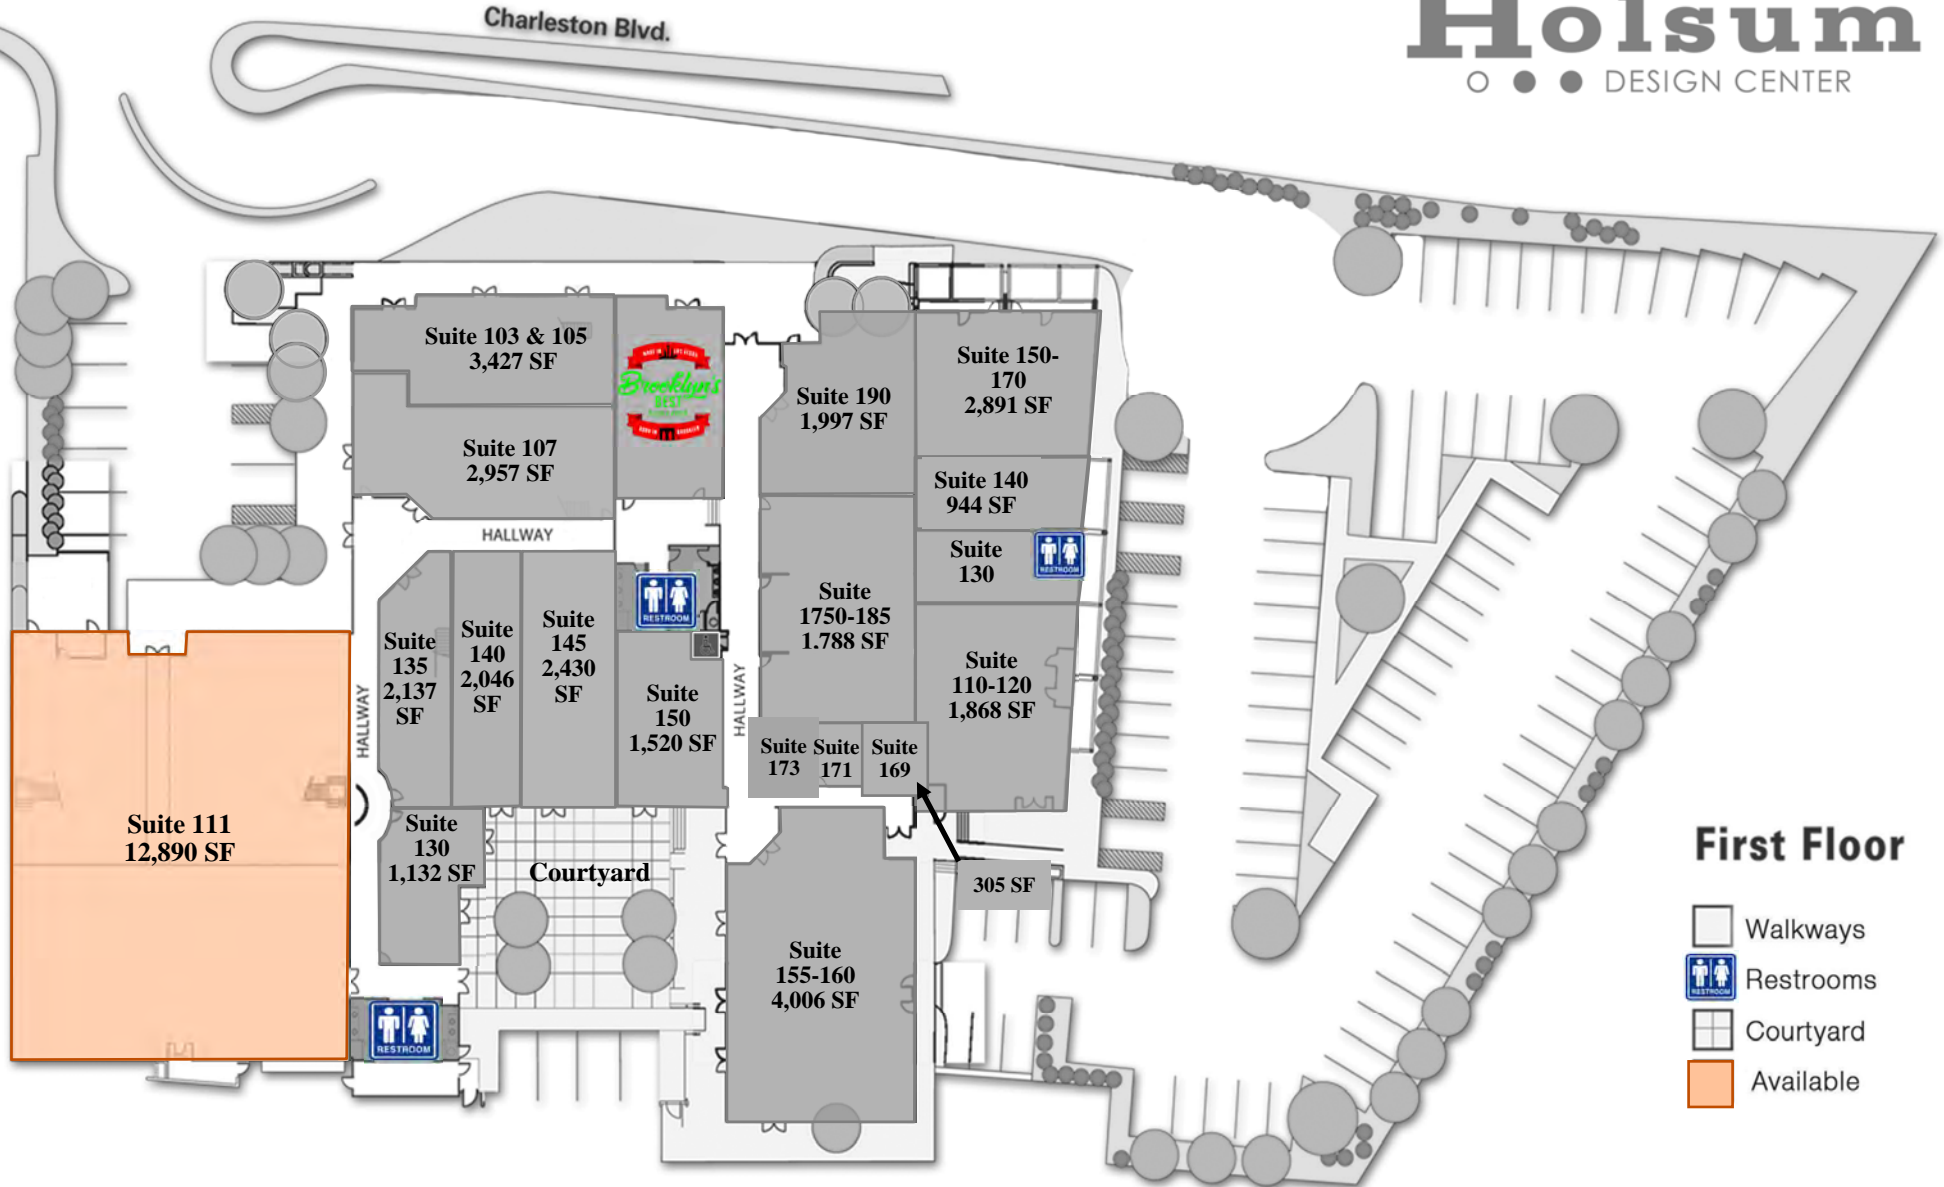 Charleston Blvd.
Holsum
DESIGN CENTER
Suite 103 & 105
3,427 SF
Brooklyn's
BEST
Suite 107
2,957 SF
HALLWAY
Suite 190
1,997 SF
Suite 150-
170
2,891 SF
Suite 140
944 SF
Suite
130
RESTROOM
Suite
135
2,137
SF
Suite
140
2,046
SF
Suite
145
2,430
SF
RESTROOM
Suite
150
1,520 SF
HALLWAY
HALLWAY
Suite
1750-185
1.788 SF
Suite
110-120
1,868 SF
Suite
173
Suite
171
Suite
169
305 SF
Suite 111
12,890 SF
Suite
130
1,132 SF
Courtyard
Suite
155-160
4,006 SF
RESTROOM
First Floor
Walkways
RESTROOM
Restrooms
Courtyard
Available